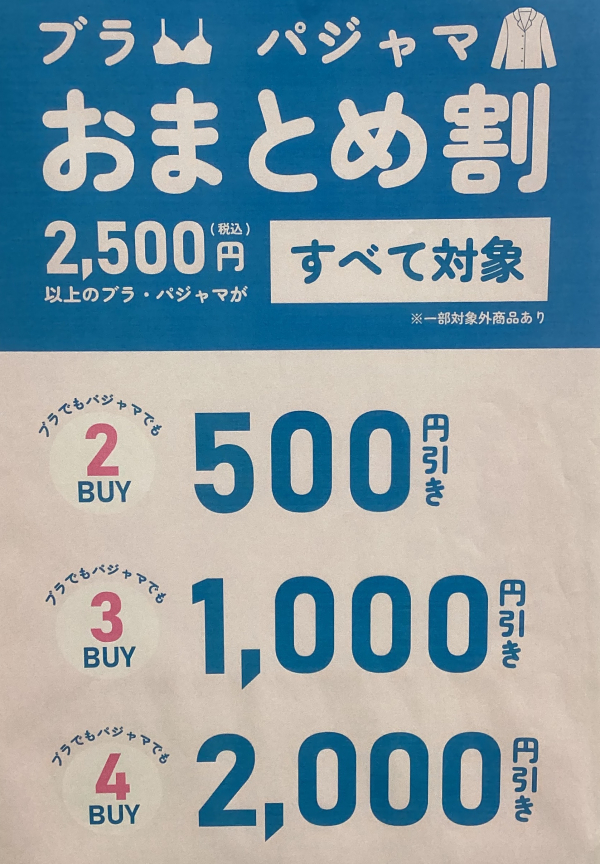 ブラ パジャマ
おまとめ割
2,500円(税込)
以上のブラ・パジャマが
すべて対象
※一部対象外商品あり
ブラでもパジャマでも
2
BUY
500円引き
ブラでもパジャマでも
3
BUY
1,000円引き
ブラでもパジャマでも
4
BUY
2,000円引き